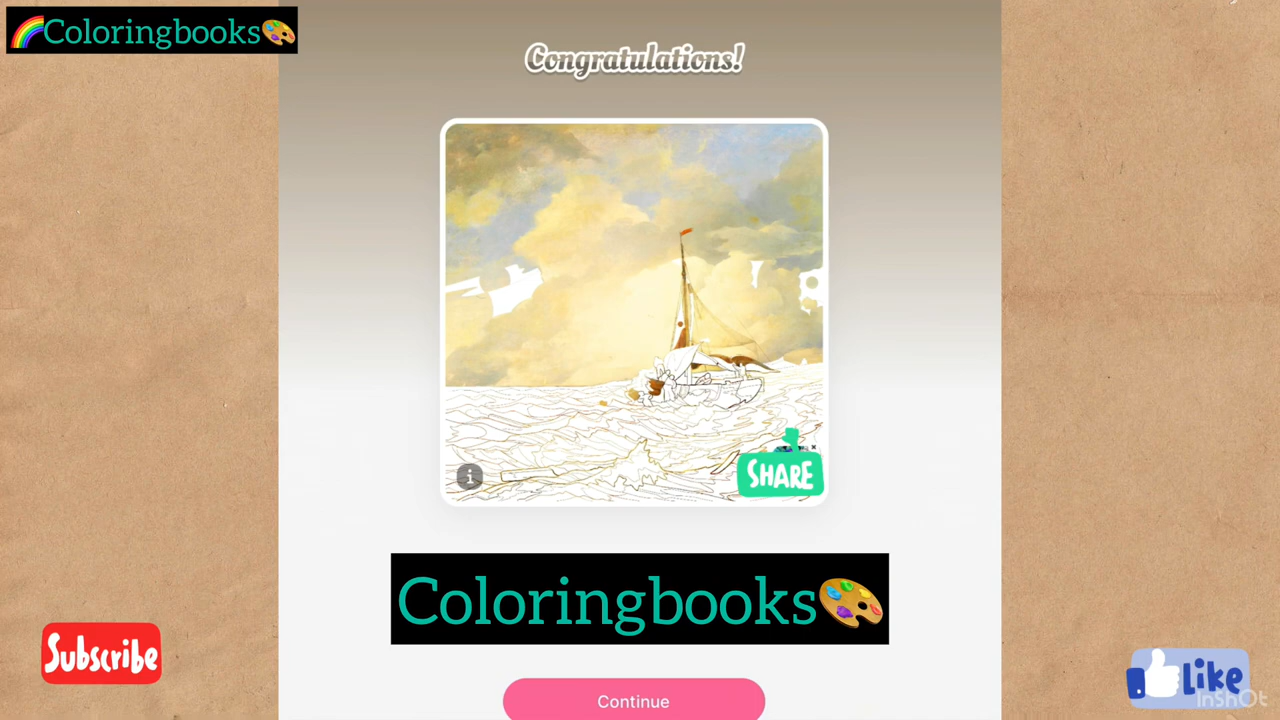 🌈Coloringbooks🎨
Congratulations!
i
SHARE
Coloringbooks🎨
Subscribe
Like
InShOt
Continue